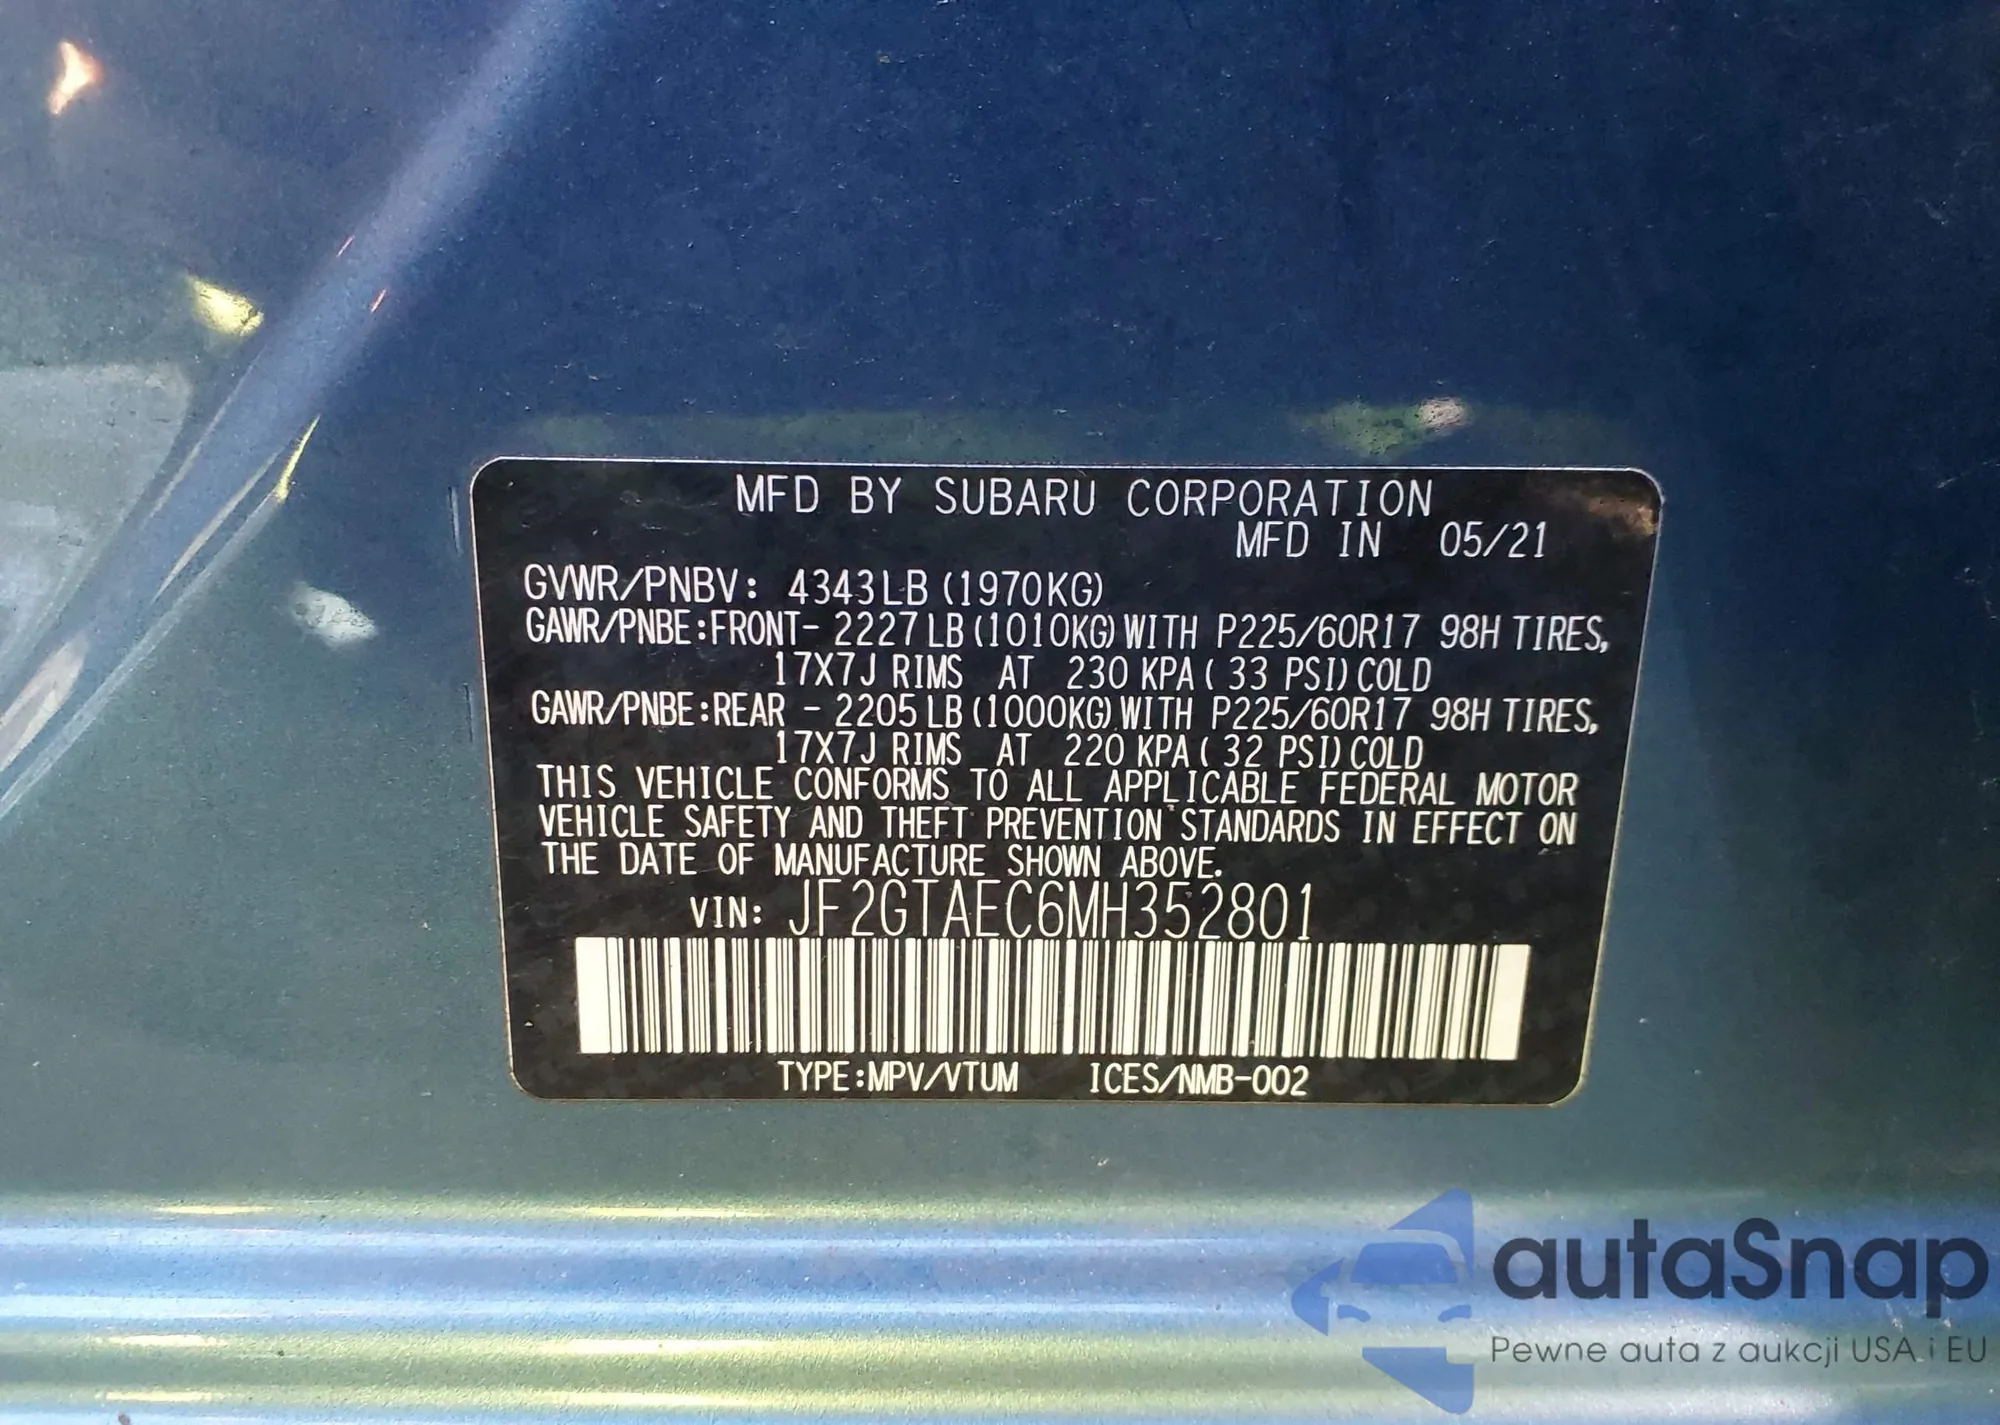 MFD BY SUBARU CORPORATION
MFD IN 05/21
GVWR/PNBV: 4343LB (1970KG)
GAWR/PNBE:FRONT- 2227LB (1010KG) WITH P225/60R17 98H TIRES,
17X7J RIMS AT 230 KPA( 33 PSI) COLD
GAWR/PNBE:REAR - 2205LB (1000KG) WITH P225/60R17 98H TIRES,
17X7J RIMS AT 220 KPA( 32 PSI) COLD
THIS VEHICLE CONFORMS TO ALL APPLICABLE FEDERAL MOTOR
VEHICLE SAFETY AND THEFT PREVENTION STANDARDS IN EFFECT ON
THE DATE OF MANUFACTURE SHOWN ABOVE.
VIN: JF2GTAEC6MH352801
TYPE:MPV/VTUM ICES/NMB-002
autaSnap
Pewne auta z aukcji USA i EU